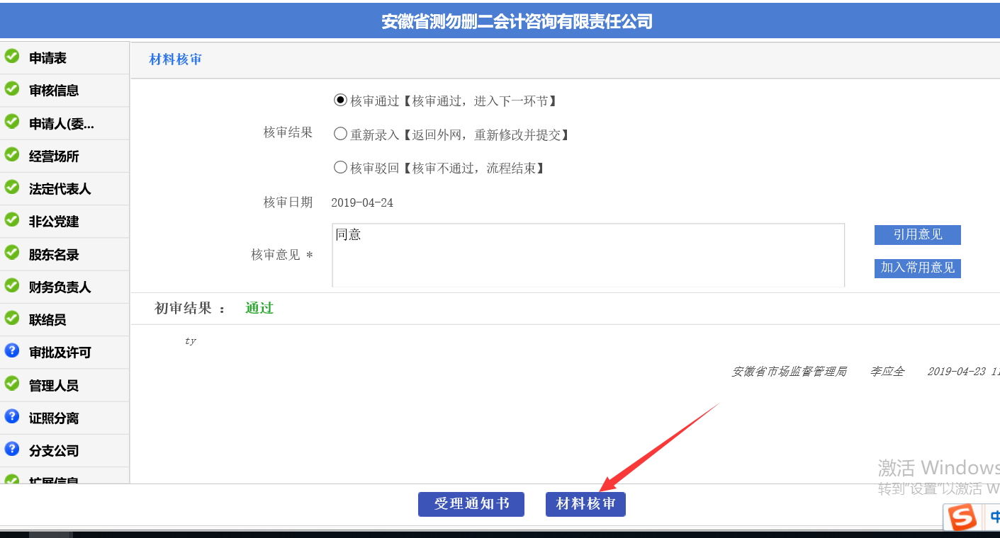 安徽省测勿删二会计咨询有限责任公司
申请表
审核信息
申请人(委...
经营场所
法定代表人
非公党建
股东名录
财务负责人
联络员
审批及许可
管理人员
证照分离
分支公司
扩展信息
材料核审
核审通过【核审通过，进入下一环节】
核审结果
重新录入【返回外网，重新修改并提交】
核审驳回【核审不通过，流程结束】
核审日期 2019-04-24
核审意见 *
同意
引用意见
加入常用意见
初审结果 ： 通过
ty
安徽省市场监督管理局 李应全 2019-04-23 11
受理通知书
材料核审
激活 Windows
转到"设置"以激活 W
S
中